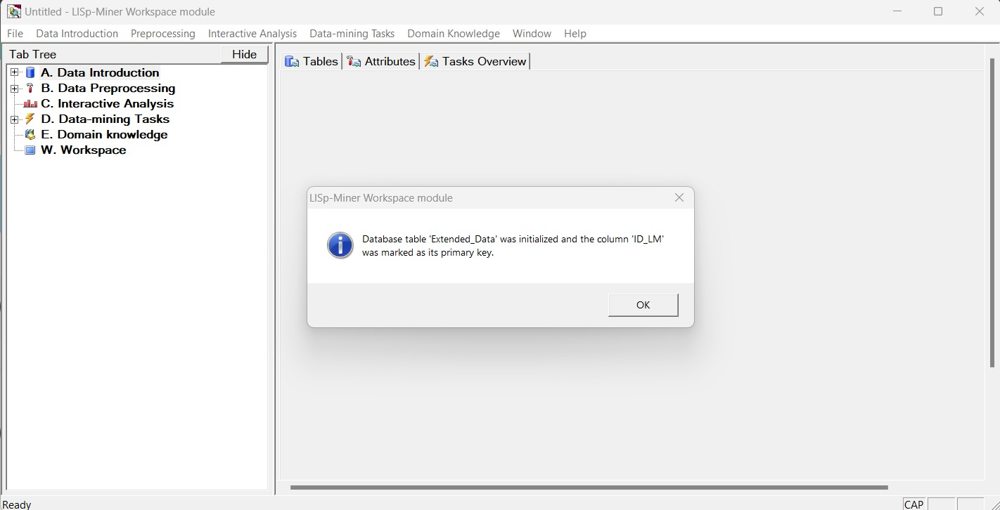 Untitled - LISp-Miner Workspace module
File Data Introduction Preprocessing Interactive Analysis Data-mining Tasks Domain Knowledge Window Help
Tab Tree Hide
Tables Attributes Tasks Overview
A. Data Introduction
B. Data Preprocessing
C. Interactive Analysis
D. Data-mining Tasks
E. Domain knowledge
W. Workspace
LISp-Miner Workspace module
Database table 'Extended_Data' was initialized and the column 'ID_LM'
was marked as its primary key.
OK
Ready CAP